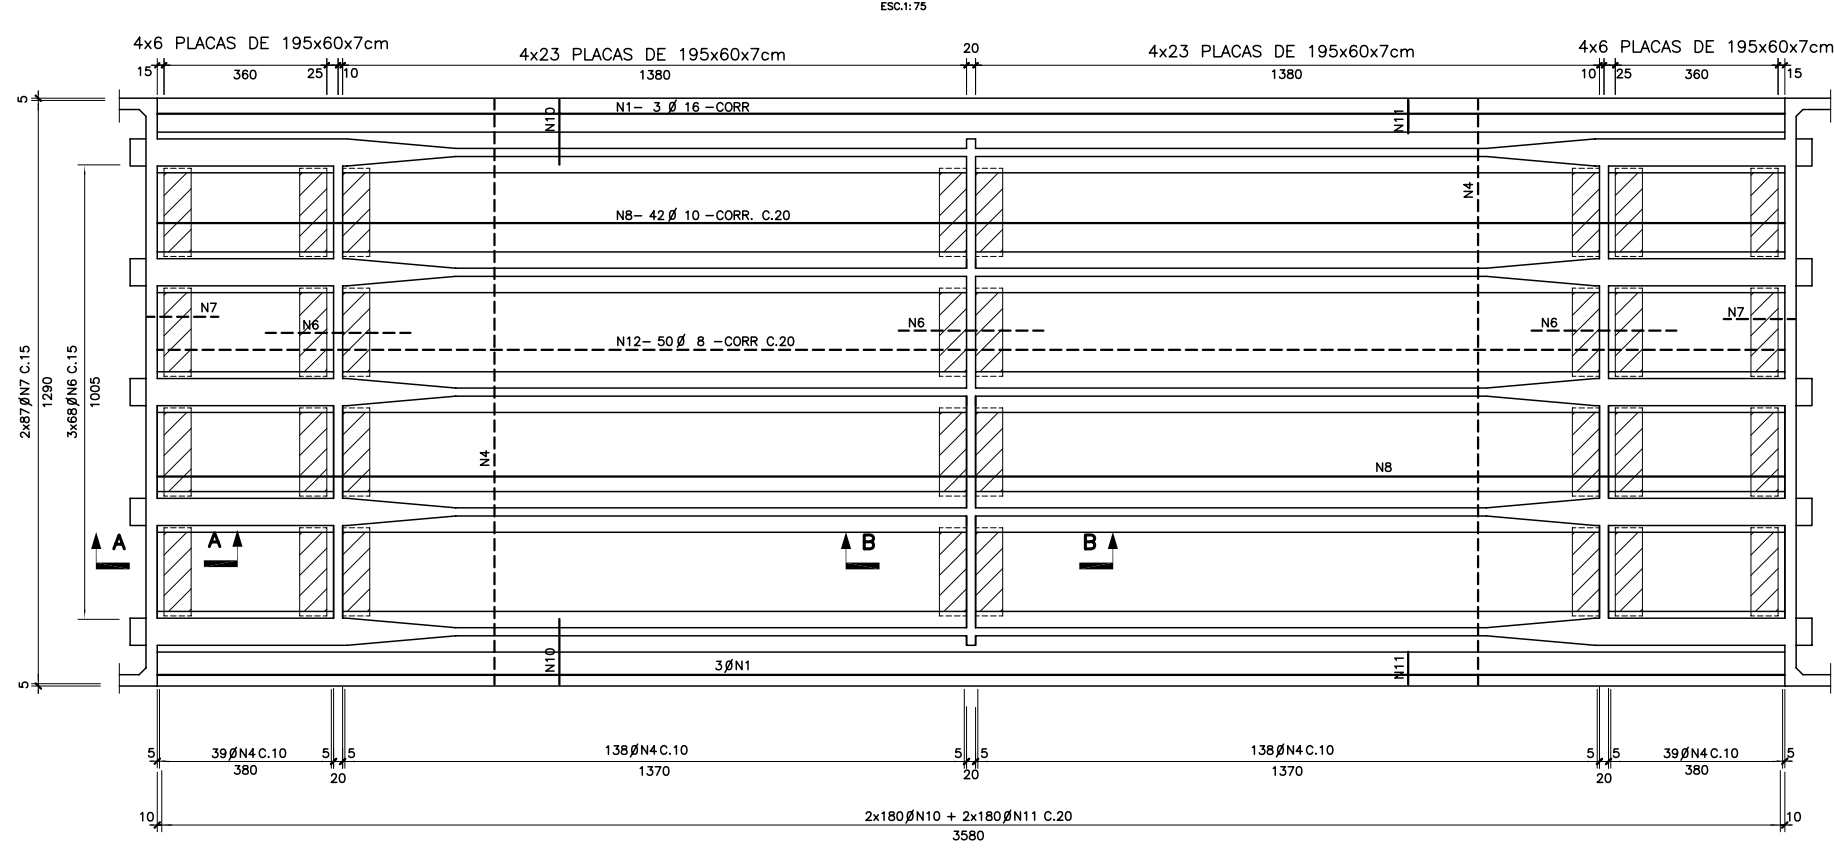 ESC.1:75
4x6 PLACAS DE 195x60x7cm
4x23 PLACAS DE 195x60x7cm
20
4x23 PLACAS DE 195x60x7cm
4x6 PLACAS DE 195x60x7cm
15
360
25
10
1380
1380
10
25
360
15
5
N10
N1- 3 Ø 16 -CORR
N11
N4
N8- 42Ø 10 -CORR. C.20
N7
N6
N6
N6
N7
N12- 50Ø 8 -CORR C.20
2x87ØN7 C.15
1290
3x68ØN6 C.15
1005
N4
N8
A
A
B
B
N10
3ØN1
N11
5
5
39ØN4 C.10
380
5
20
5
138ØN4 C.10
1370
5
20
5
138ØN4 C.10
1370
5
20
5
39ØN4 C.10
380
5
10
2x180ØN10 + 2x180ØN11 C.20
3580
10